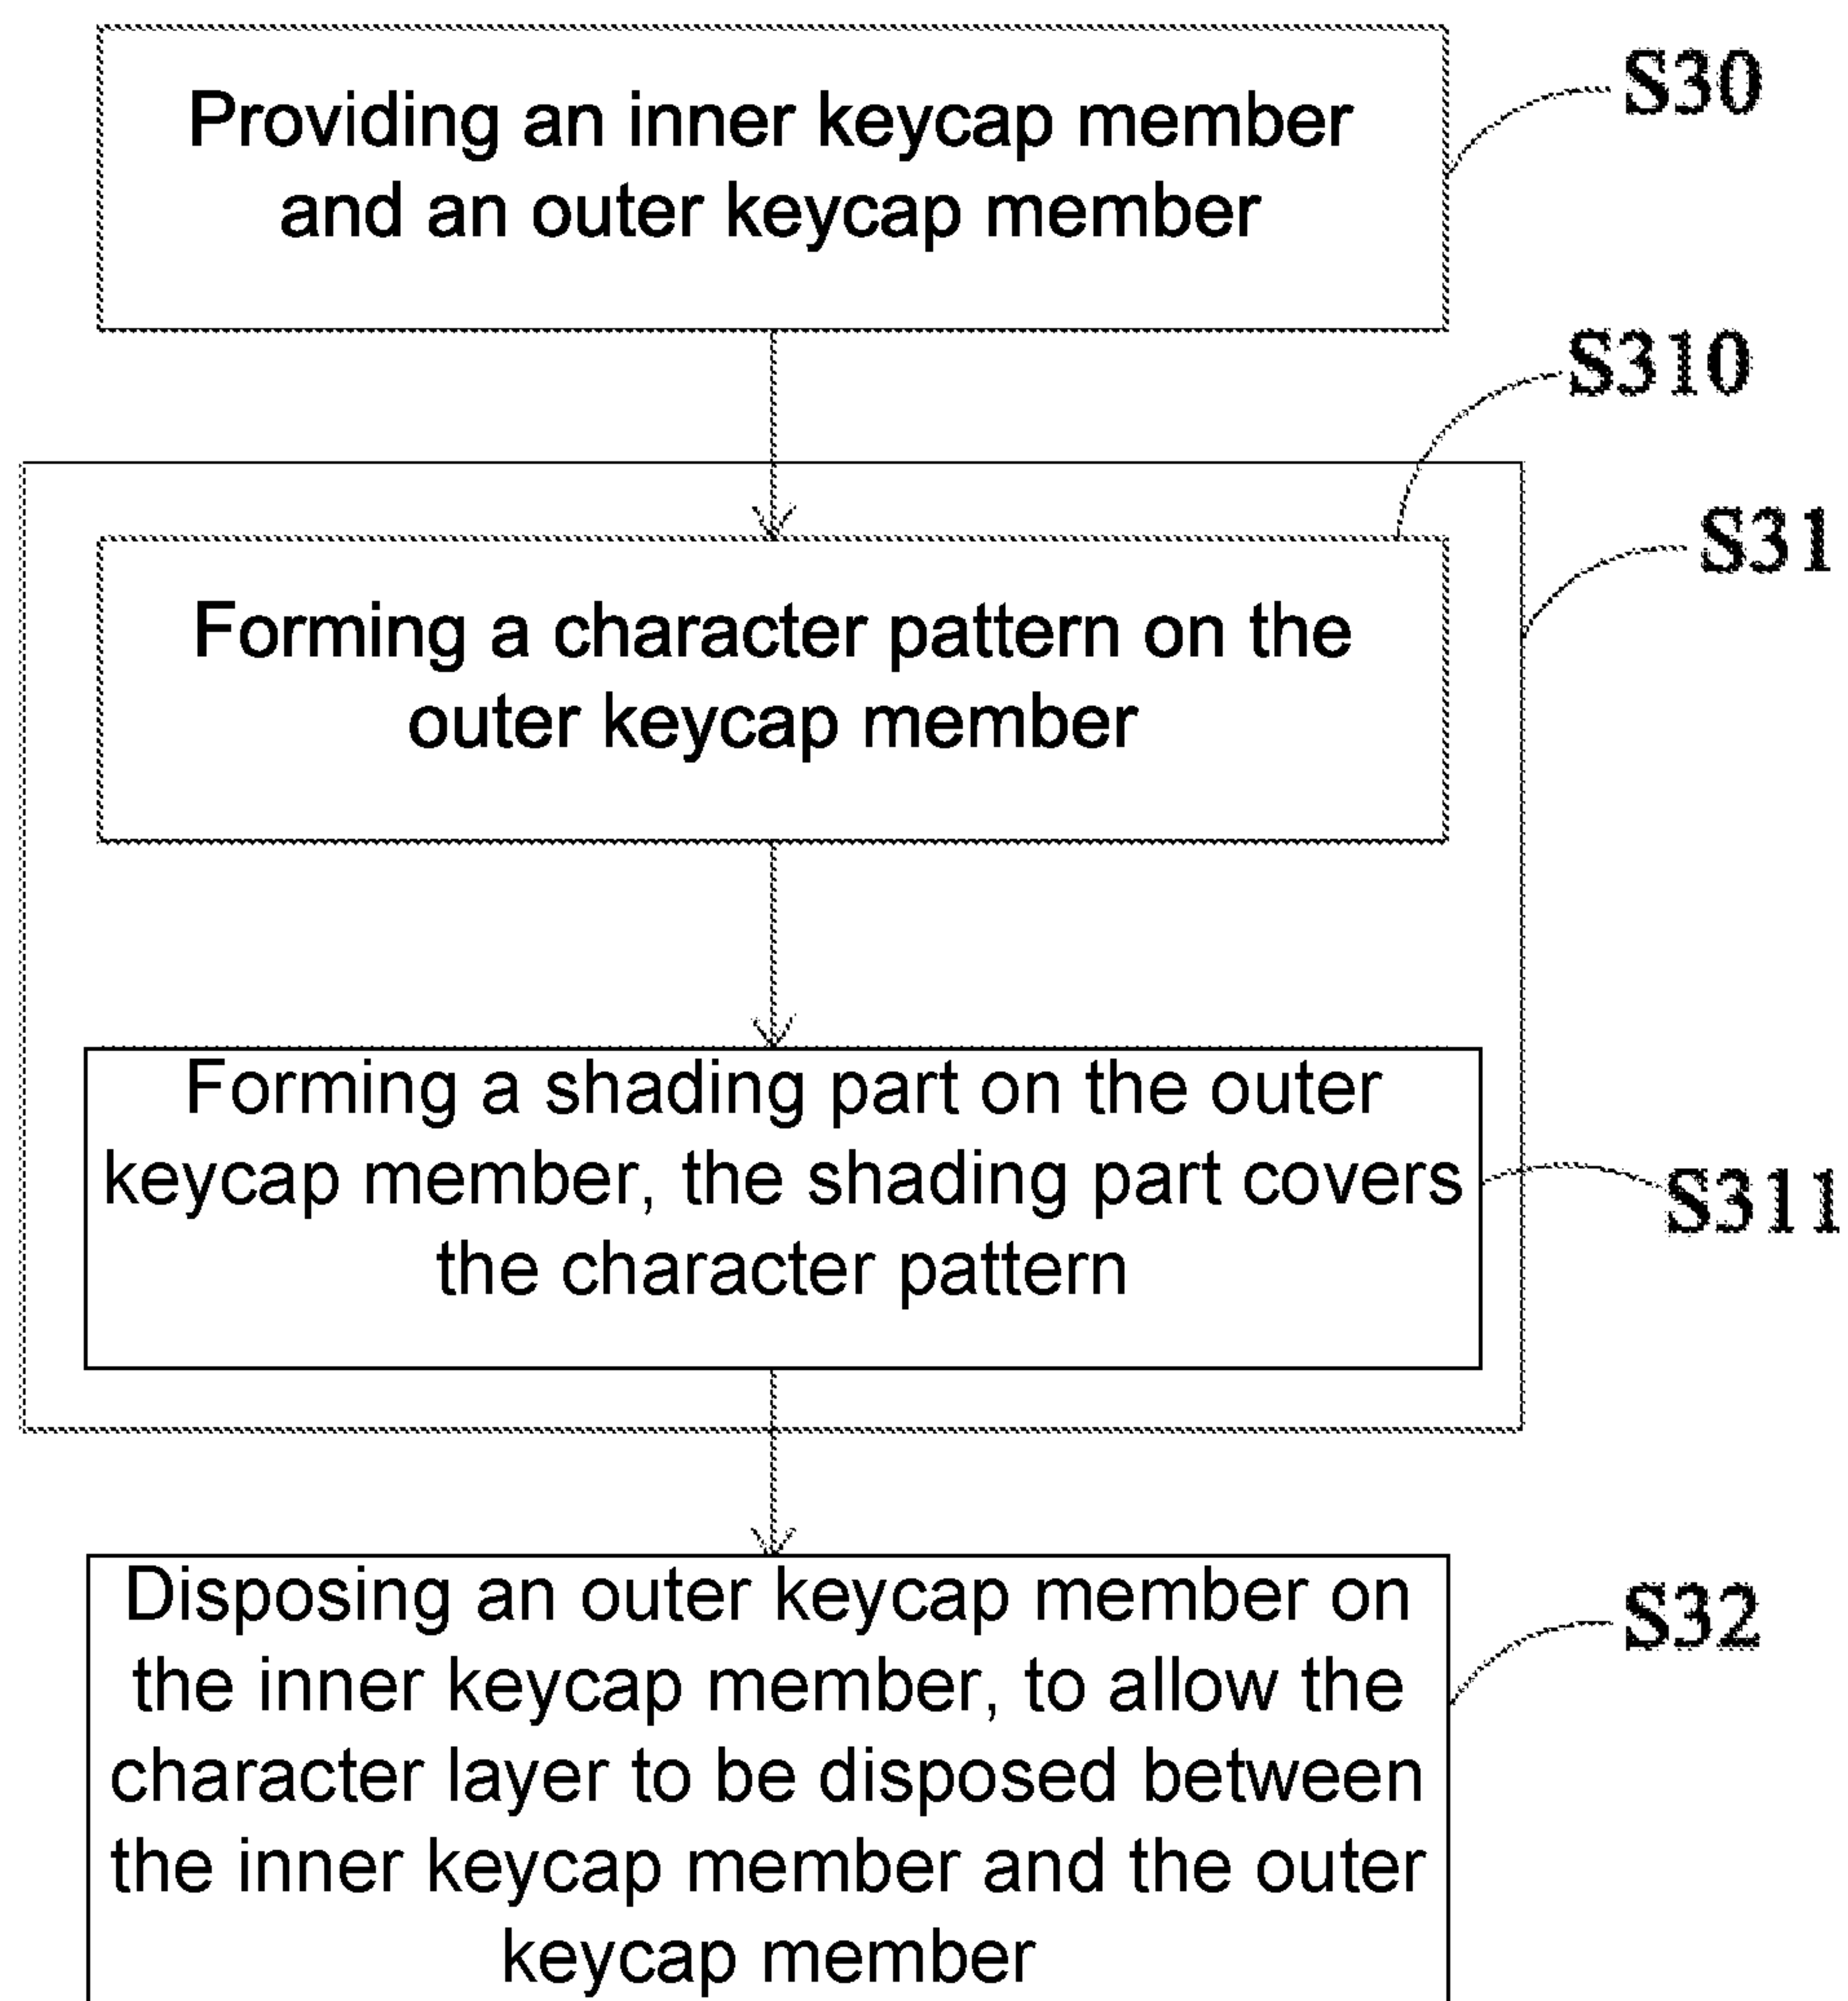 Providing an inner keycap member
and an outer keycap member
S30
S310
S31
Forming a character pattern on the
outer keycap member
Forming a shading part on the outer
keycap member, the shading part covers
the character pattern
S311
Disposing an outer keycap member on
the inner keycap member, to allow the
character layer to be disposed between
the inner keycap member and the outer
keycap member
S32